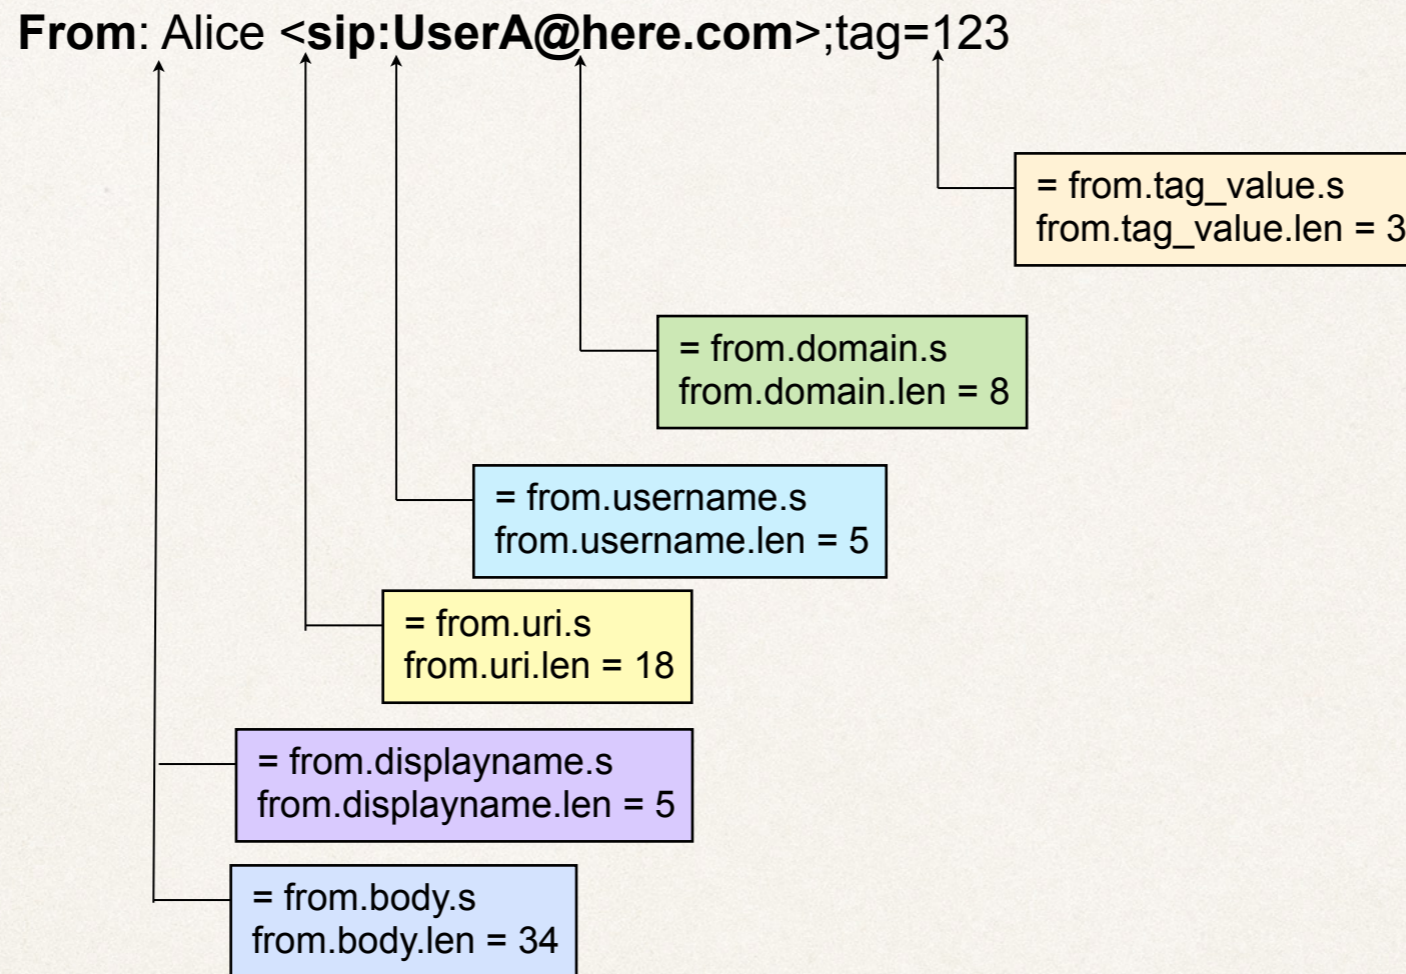 From: Alice <sip:UserA@here.com>;tag=123
= from.tag_value.s
from.tag_value.len = 3
= from.domain.s
from.domain.len = 8
= from.username.s
from.username.len = 5
= from.uri.s
from.uri.len = 18
= from.displayname.s
from.displayname.len = 5
= from.body.s
from.body.len = 34